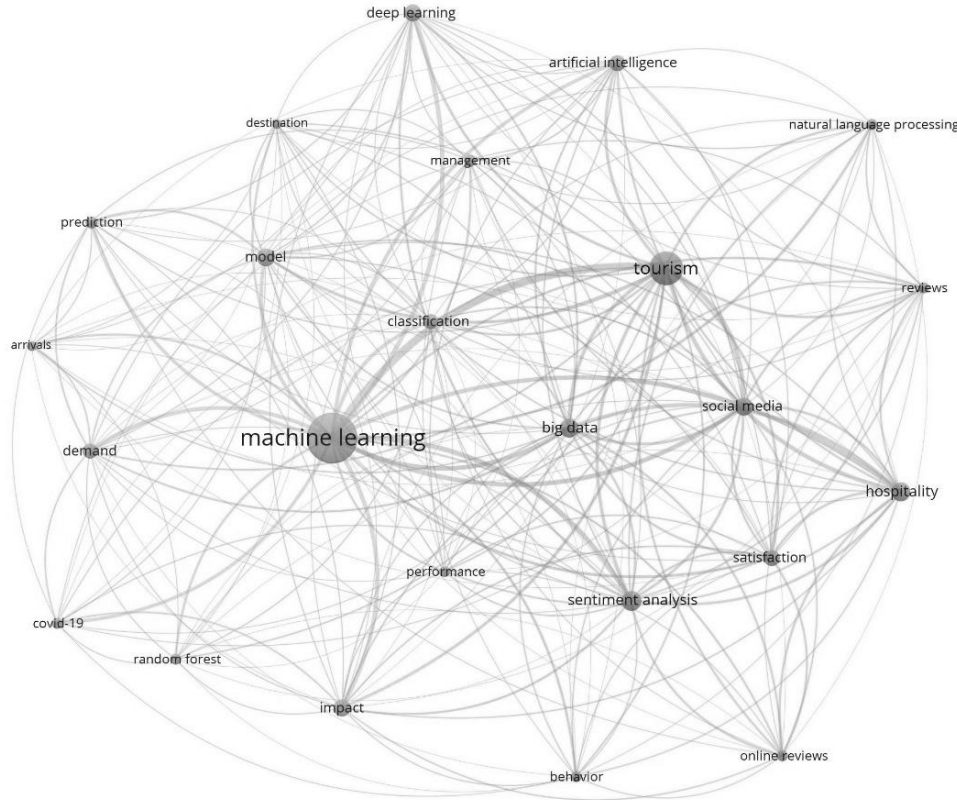 deep learning
artificial intelligence
destination
natural language processing
management
prediction
model
tourism
reviews
classification
arrivals
social media
big data
machine learning
demand
hospitality
satisfaction
performance
sentiment analysis
covid-19
random forest
impact
online reviews
behavior